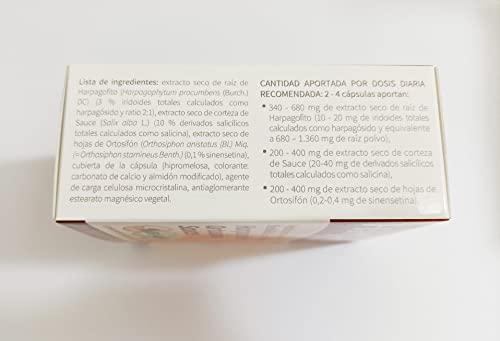 Lista de ingredientes: extracto seco de raíz de
Harpagofito (Harpagophytum procumbens (Burch.)
DC) (3 % iridoides totales calculados como
harpagósido y ratio 2:1), extracto seco de corteza de
Sauce (Salix alba L.) (10 % derivados salicílicos
totales calculados como salicina), extracto seco de
hojas de Ortosifón (Orthosiphon aristatus (BL) Miq.
(= Orthosiphon stamineus Benth.) (0,1 % sinensetina),
cubierta de la cápsula (hipromelosa, colorante:
carbonato de calcio y almidón modificado), agente
de carga celulosa microcristalina, antiaglomerante
estearato magnésico vegetal.
CANTIDAD APORTADA POR DOSIS DIARIA
RECOMENDADA: 2 - 4 cápsulas aportan:
• 340 - 680 mg de extracto seco de raíz de
Harpagofito (10 - 20 mg de iridoides totales
calculados como harpagósido y equivalente
a 680 – 1.360 mg de raíz polvo),
• 200 - 400 mg de extracto seco de corteza
de Sauce (20-40 mg de derivados salicílicos
totales calculados como salicina),
• 200 - 400 mg de extracto seco de hojas de
Ortosifón (0,2-0,4 mg de sinensetina).